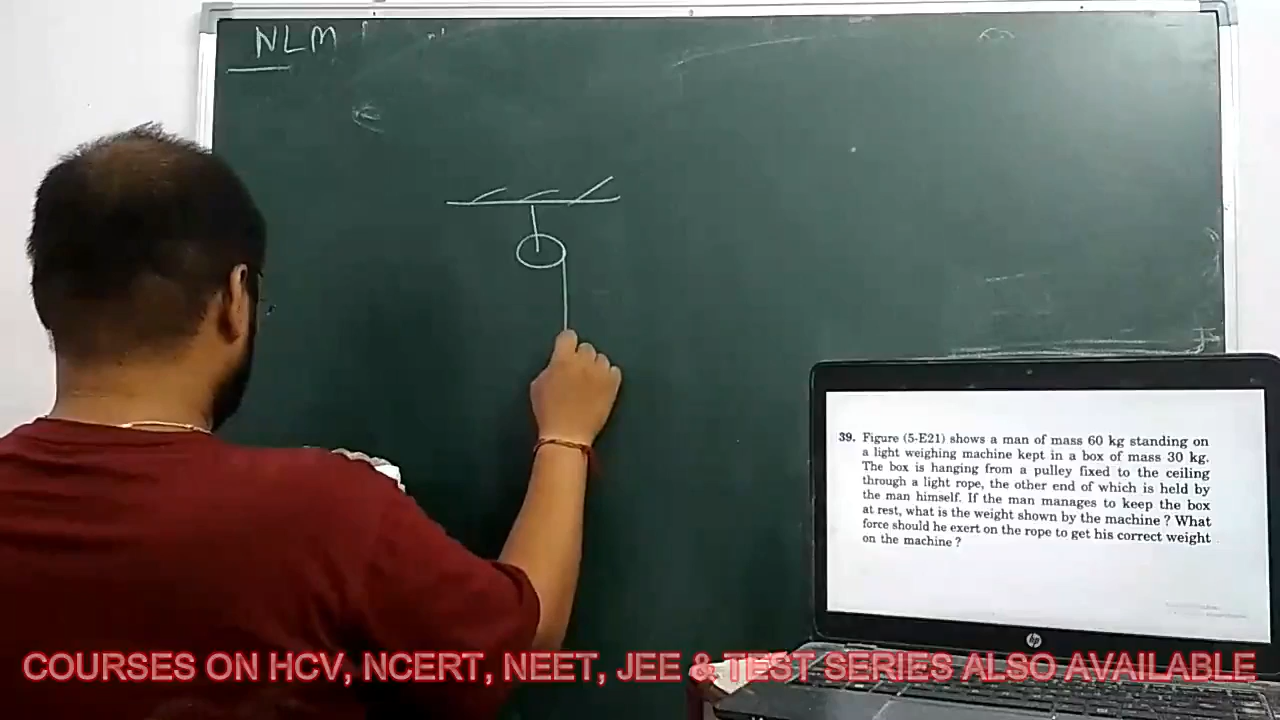 NLM
39. Figure (5-E21) shows a man of mass 60 kg standing on
a light weighing machine kept in a box of mass 30 kg.
The box is hanging from a pulley fixed to the ceiling
through a light rope, the other end of which is held by
the man himself. If the man manages to keep the box
at rest, what is the weight shown by the machine ? What
force should he exert on the rope to get his correct weight
on the machine ?
hp
COURSES ON HCV, NCERT, NEET, JEE & TEST SERIES ALSO AVAILABLE